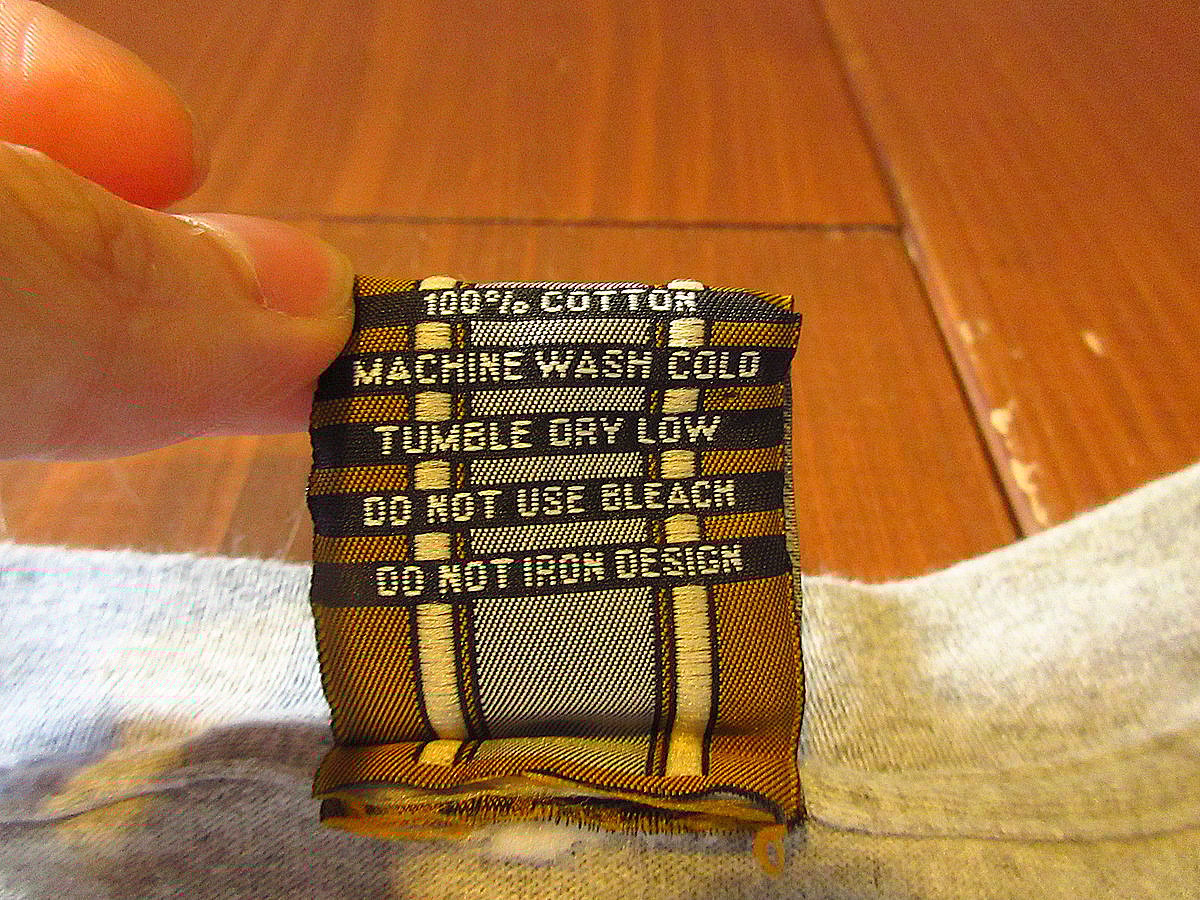 100% COTTON
MACHINE WASH COLD
TUMBLE DRY LOW
DO NOT USE BLEACH
DO NOT IRON DESIGN